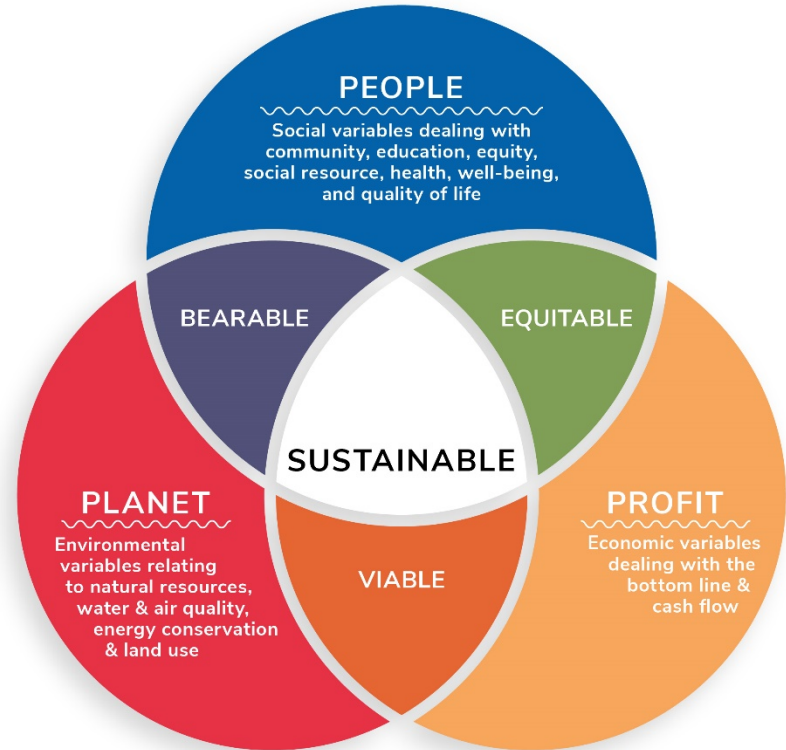 PEOPLE
Social variables dealing with
community, education, equity,
social resource, health, well-being,
and quality of life
BEARABLE
EQUITABLE
SUSTAINABLE
PLANET
Environmental
variables relating
to natural resources,
water & air quality,
energy conservation
& land use
PROFIT
Economic variables
dealing with the
bottom line &
cash flow
VIABLE